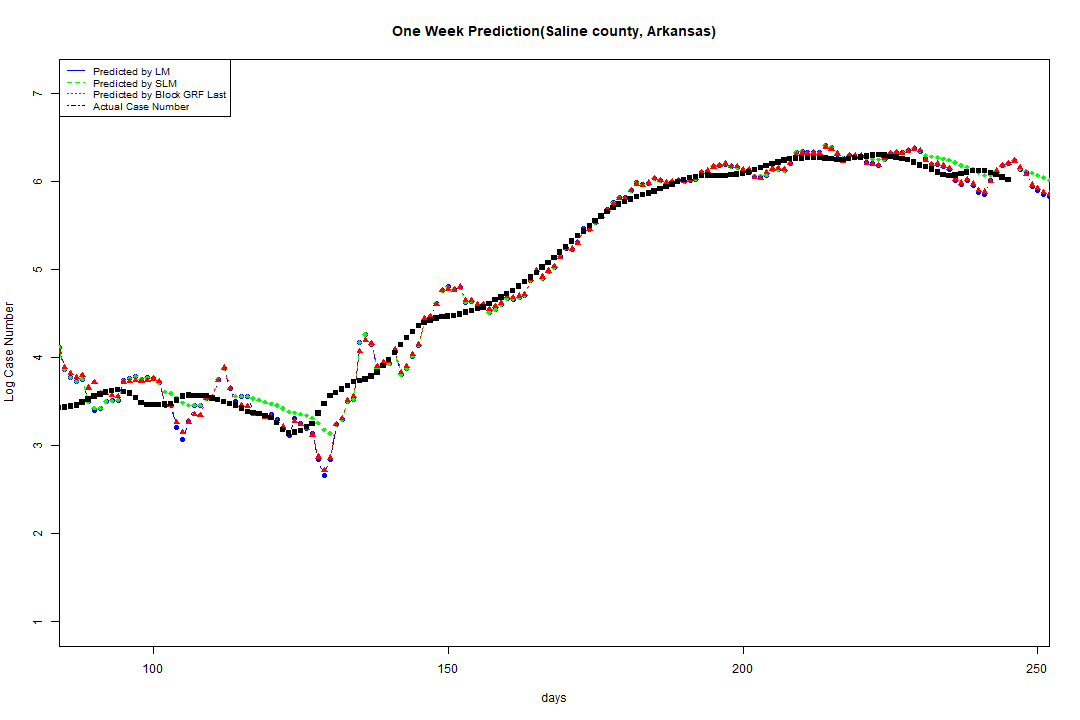 One Week Prediction(Saline county, Arkansas)
Predicted by LM
Predicted by SLM
Predicted by Block GRF Last
Actual Case Number
7
6
5
4
3
2
1
Log Case Number
100 150 200 250
days